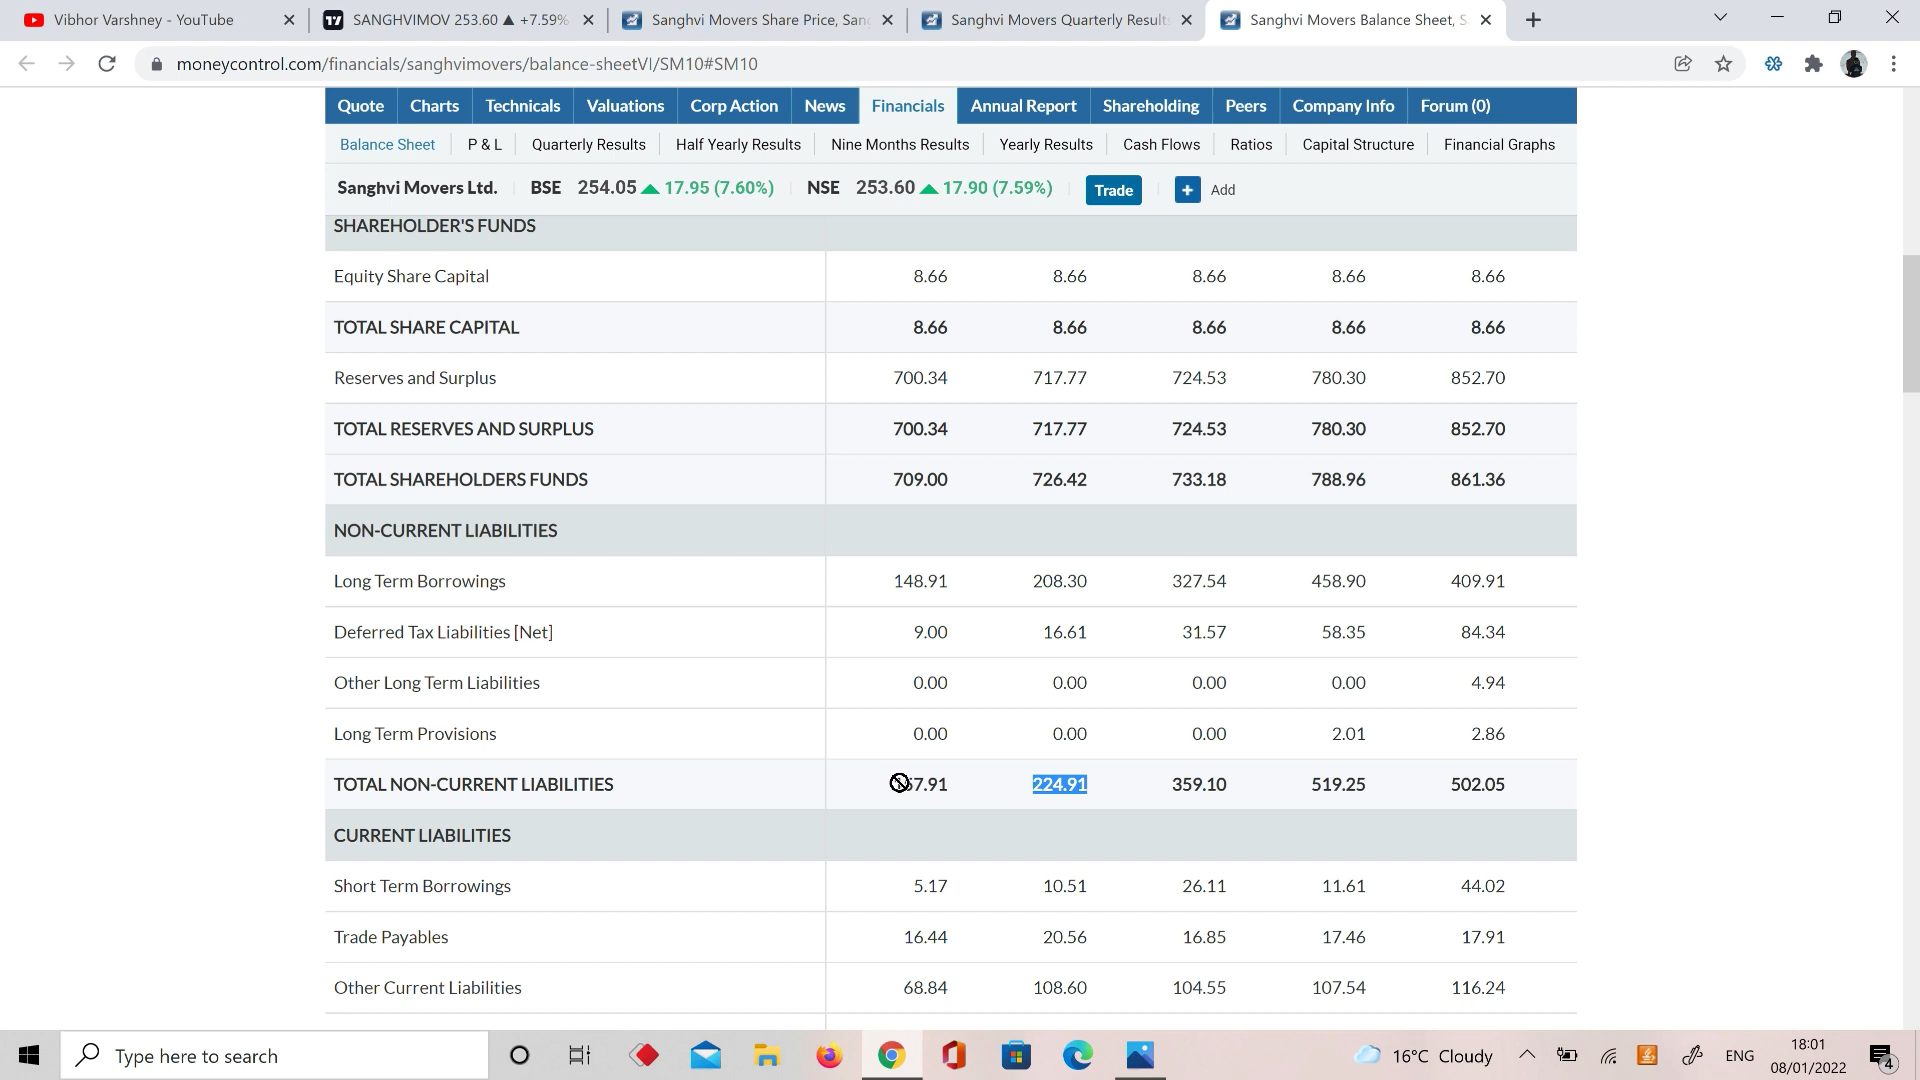 Vibhor Varshney - YouTube
SANGHVIMOV 253.60 ▲ +7.59%
Sanghvi Movers Share Price, San
Sanghvi Movers Quarterly Result
Sanghvi Movers Balance Sheet, S
moneycontrol.com/financials/sanghvimovers/balance-sheetVI/SM10#SM10
Quote Charts Technicals Valuations Corp Action News Financials Annual Report Shareholding Peers Company Info Forum (0)
Balance Sheet P & L Quarterly Results Half Yearly Results Nine Months Results Yearly Results Cash Flows Ratios Capital Structure Financial Graphs
Sanghvi Movers Ltd. BSE 254.05 ▲ 17.95 (7.60%) NSE 253.60 ▲ 17.90 (7.59%) Trade + Add
SHAREHOLDER'S FUNDS
Equity Share Capital 8.66 8.66 8.66 8.66 8.66
TOTAL SHARE CAPITAL 8.66 8.66 8.66 8.66 8.66
Reserves and Surplus 700.34 717.77 724.53 780.30 852.70
TOTAL RESERVES AND SURPLUS 700.34 717.77 724.53 780.30 852.70
TOTAL SHAREHOLDERS FUNDS 709.00 726.42 733.18 788.96 861.36
NON-CURRENT LIABILITIES
Long Term Borrowings 148.91 208.30 327.54 458.90 409.91
Deferred Tax Liabilities [Net] 9.00 16.61 31.57 58.35 84.34
Other Long Term Liabilities 0.00 0.00 0.00 0.00 4.94
Long Term Provisions 0.00 0.00 0.00 2.01 2.86
TOTAL NON-CURRENT LIABILITIES 157.91 224.91 359.10 519.25 502.05
CURRENT LIABILITIES
Short Term Borrowings 5.17 10.51 26.11 11.61 44.02
Trade Payables 16.44 20.56 16.85 17.46 17.91
Other Current Liabilities 68.84 108.60 104.55 107.54 116.24
Type here to search
16°C Cloudy
ENG
18:01
08/01/2022
4